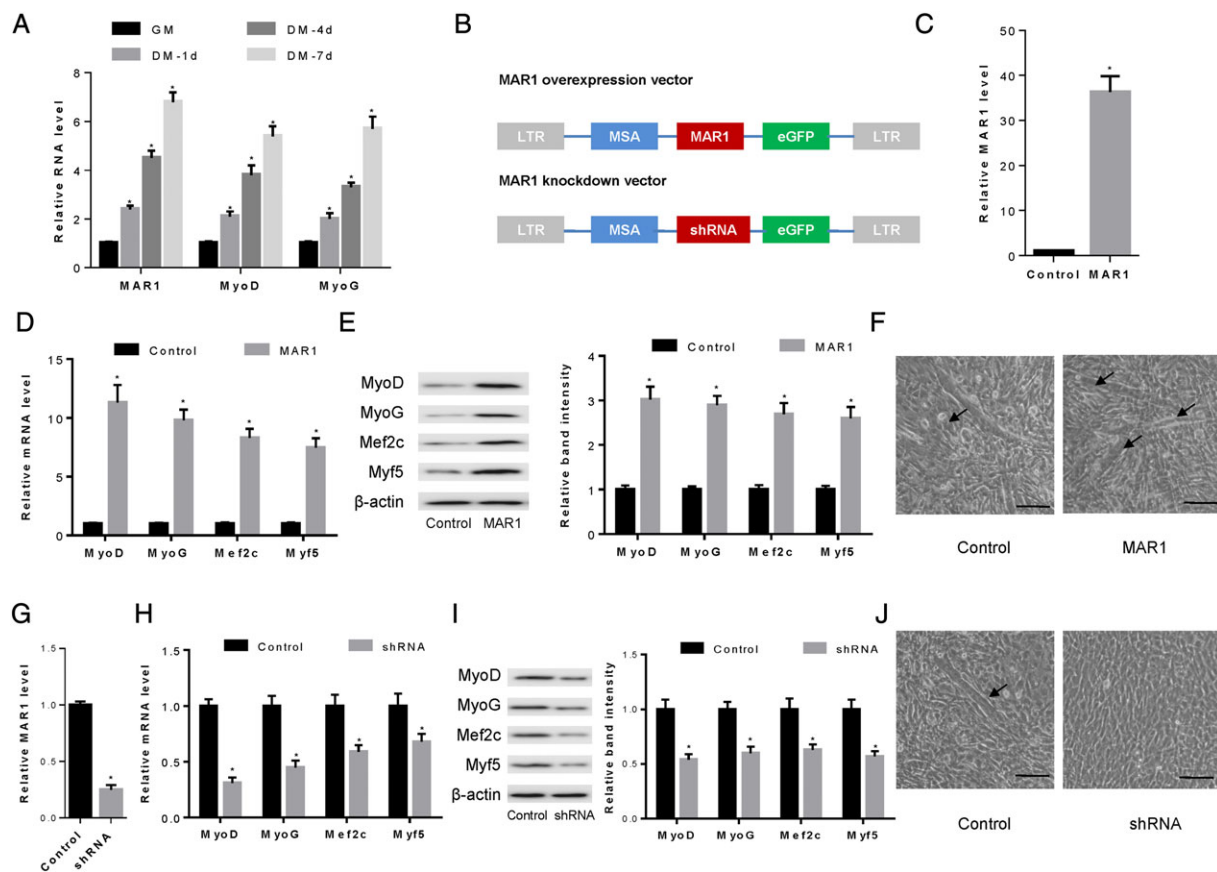 A
GM
DM-4d
DM-1d
DM-7d
Relative RNA level
8
6
4
2
0
MAR1 MyoD MyoG
B
MAR1 overexpression vector
LTR MSA MAR1 eGFP LTR
MAR1 knockdown vector
LTR MSA shRNA eGFP LTR
C
Relative MAR1 level
50
40
30
20
10
0
*
Control MAR1
D
Control MAR1
Relative mRNA level
15
10
5
0
* * * *
MyoD MyoG Mef2c Myf5
E
MyoD
MyoG
Mef2c
Myf5
β-actin
Control MAR1
Control MAR1
Relative band intensity
4
3
2
1
0
* * * *
MyoD MyoG Mef2c Myf5
F
Control MAR1
G
Relative MAR1 level
1.5
1.0
0.5
0.0
*
Control
shRNA
H
Control shRNA
Relative mRNA level
1.5
1.0
0.5
0.0
* * * *
MyoD MyoG Mef2c Myf5
I
MyoD
MyoG
Mef2c
Myf5
β-actin
Control shRNA
Control shRNA
Relative band intensity
1.5
1.0
0.5
0.0
* * * *
MyoD MyoG Mef2c Myf5
J
Control shRNA